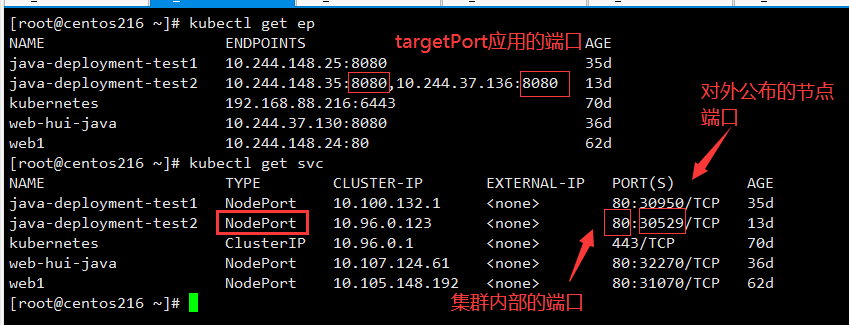 [root@centos216 ~]# kubectl get ep
NAME ENDPOINTS AGE
targetPort应用的端口
java-deployment-test1 10.244.148.25:8080 35d
java-deployment-test2 10.244.148.35:8080,10.244.37.136:8080 13d
kubernetes 192.168.88.216:6443 70d
web-hui-java 10.244.37.130:8080 36d
web1 10.244.148.24:80 62d
对外公布的节点
端口
[root@centos216 ~]# kubectl get svc
NAME TYPE CLUSTER-IP EXTERNAL-IP PORT(S) AGE
java-deployment-test1 NodePort 10.100.132.1 <none> 80:30950/TCP 35d
java-deployment-test2 NodePort 10.96.0.123 <none> 80:30529/TCP 13d
kubernetes ClusterIP 10.96.0.1 <none> 443/TCP 70d
web-hui-java NodePort 10.107.124.61 <none> 80:32270/TCP 36d
web1 NodePort 10.105.148.192 <none> 80:31070/TCP 62d
集群内部的端口
[root@centos216 ~]#